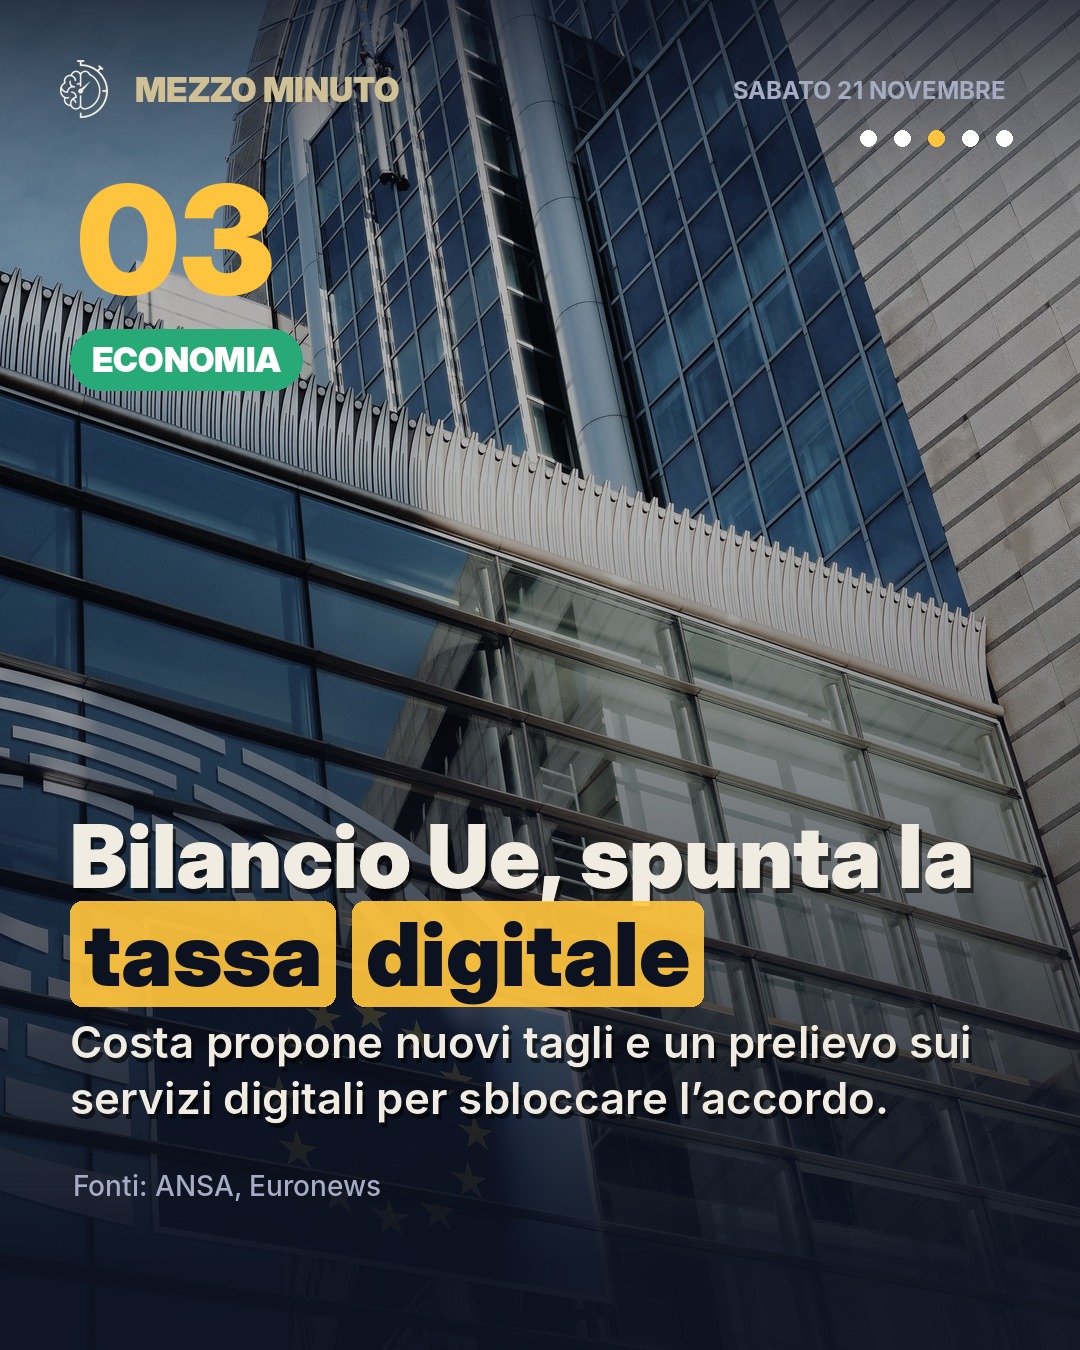 MEZZO MINUTO
SABATO 21 NOVEMBRE
03
ECONOMIA
Bilancio Ue, spunta la
tassa digitale
Costa propone nuovi tagli e un prelievo sui
servizi digitali per sbloccare l’accordo.
Fonti: ANSA, Euronews